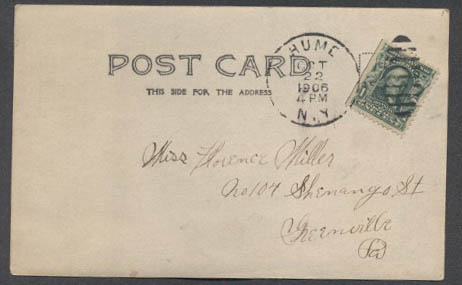 POST CARD
THIS SIDE FOR THE ADDRESS
HUME
OCT
22
1906
4 PM
N.Y.
Miss Florence Miller
No 104 Shenango St
Greenville
Pa